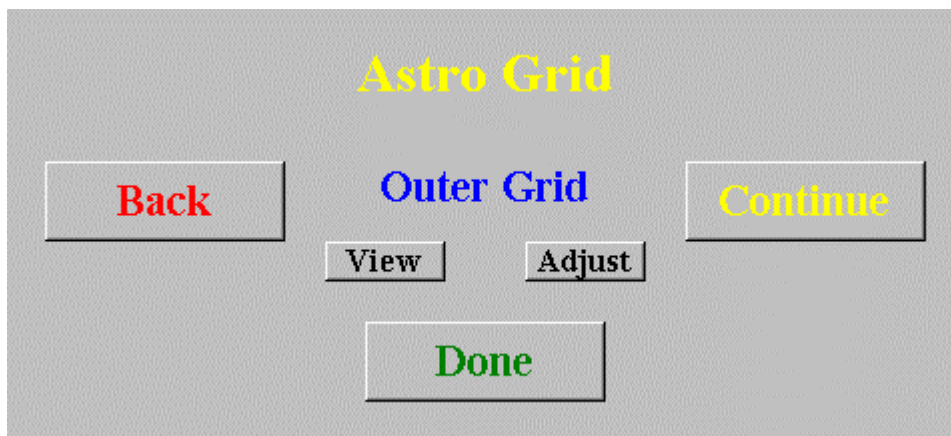 Astro Grid
Back
Outer Grid
Continue
View
Adjust
Done